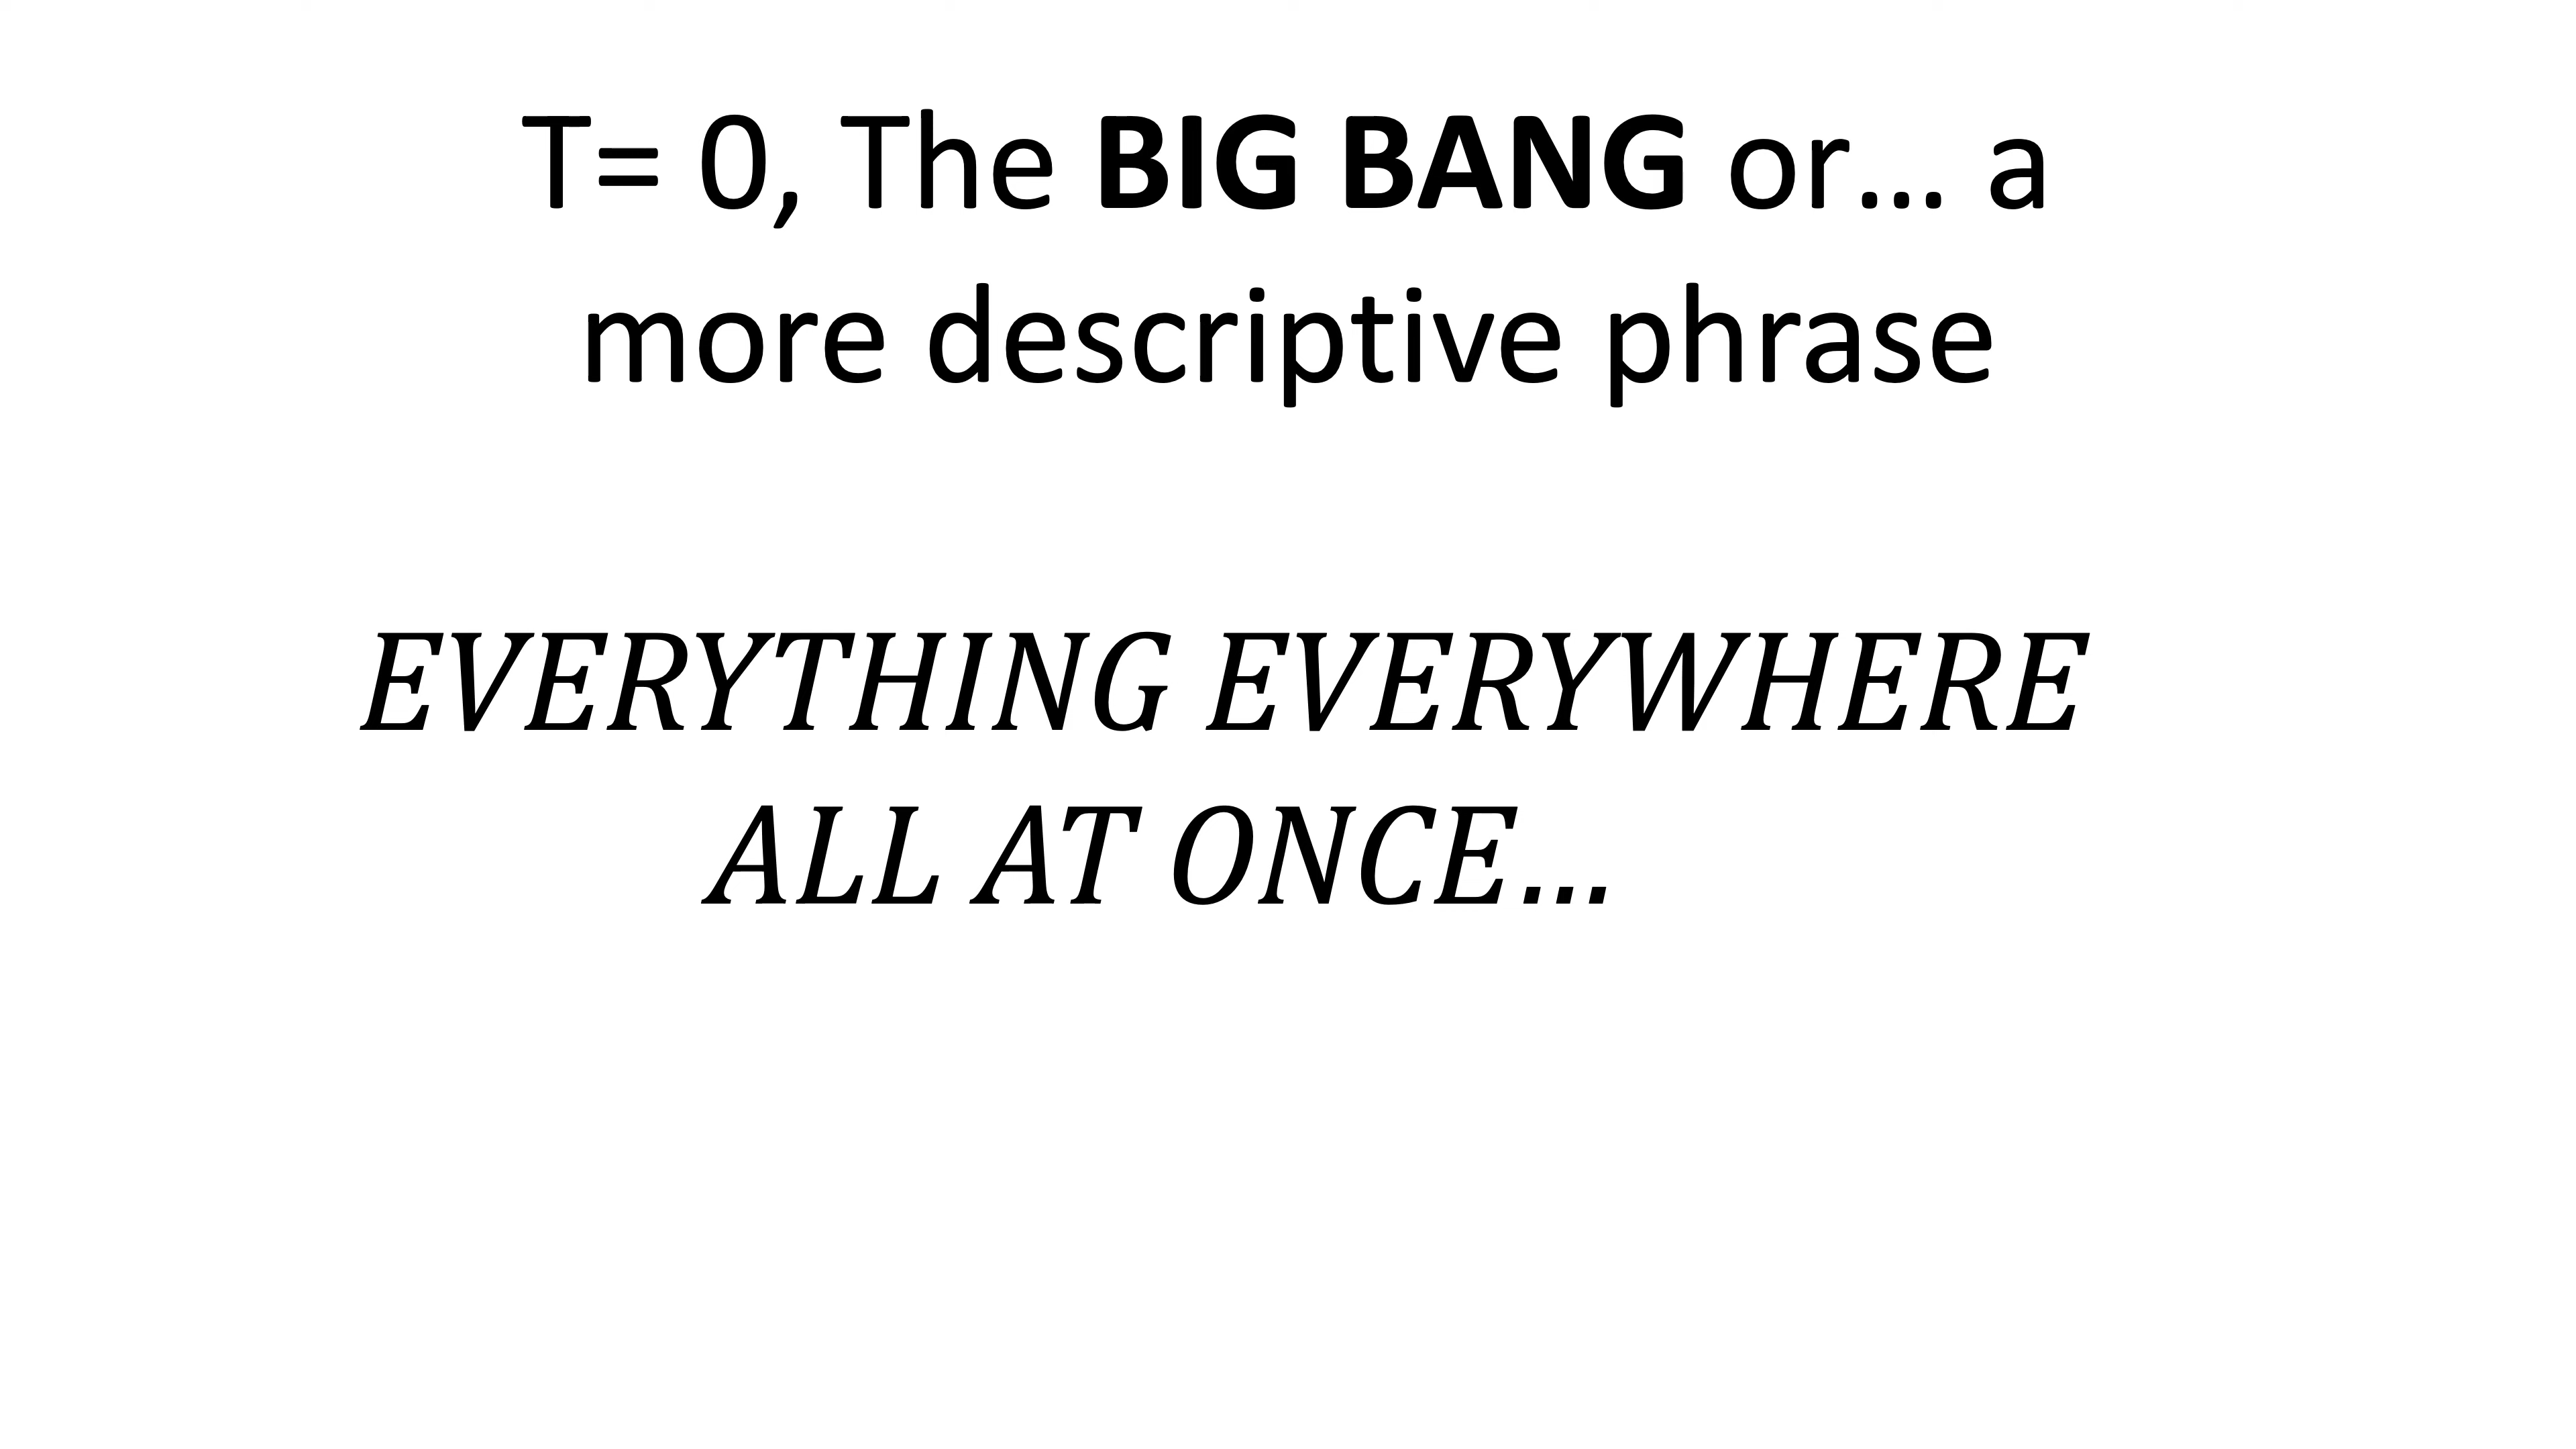 T= 0, The BIG BANG or… a
more descriptive phrase
EVERYTHING EVERYWHERE
ALL AT ONCE…